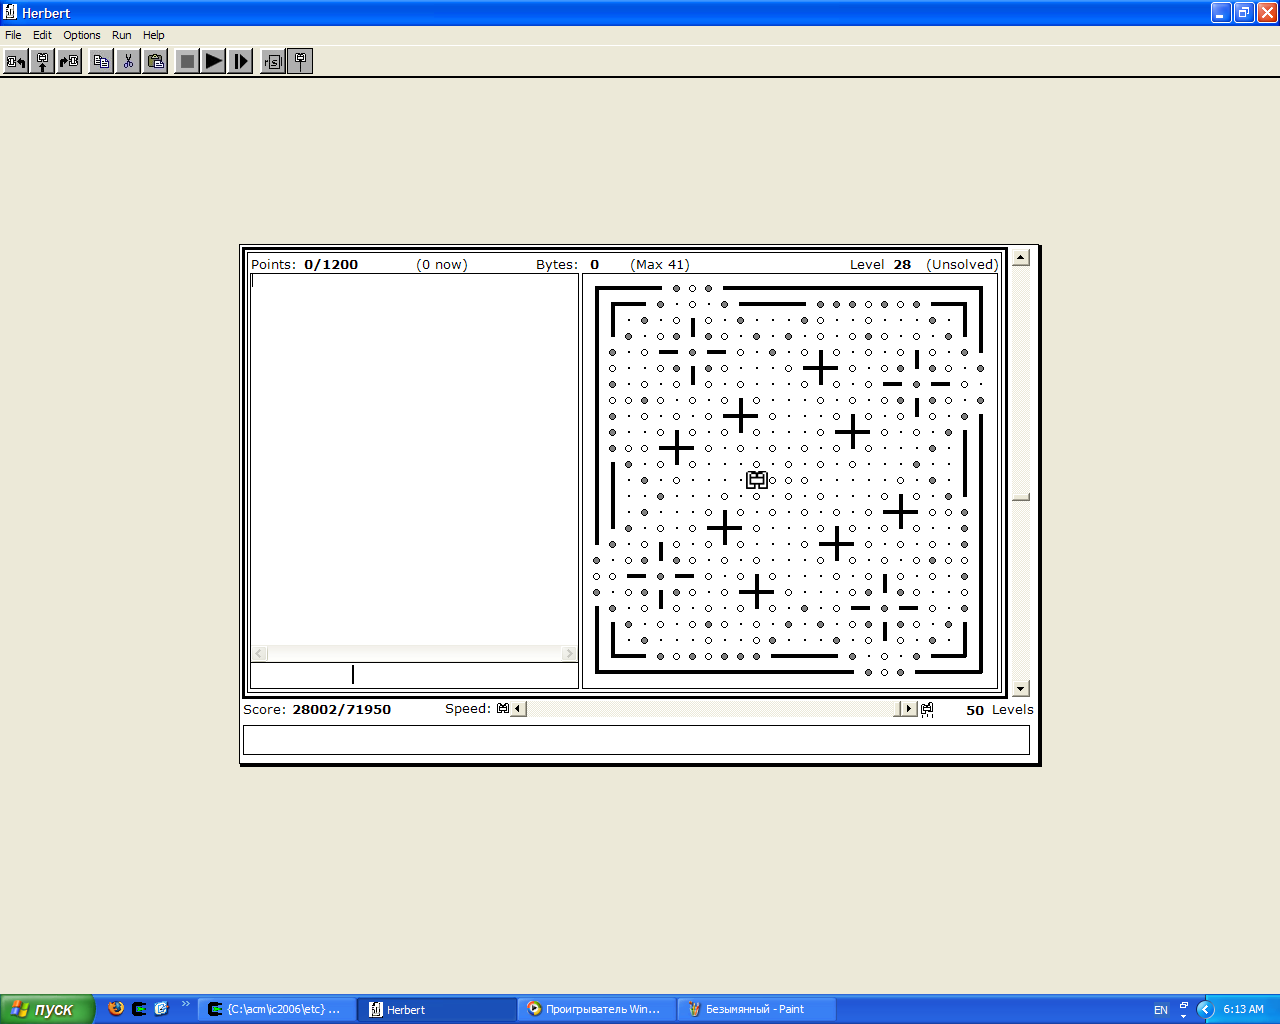 Herbert
File Edit Options Run Help
Points: 0/1200 (0 now) Bytes: 0 (Max 41) Level 28 (Unsolved)
Score: 28002/71950 Speed: 50 Levels
пуск
{C:\acm\ic2006\etc} ...
Herbert
Проигрыватель Win...
Безымянный - Paint
EN
6:13 AM